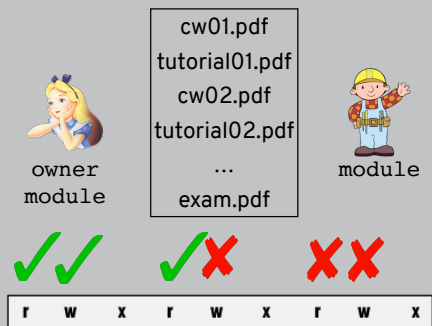 cw01.pdf
tutorial01.pdf
cw02.pdf
tutorial02.pdf
...
exam.pdf
owner
module
module
r w x r w x r w x